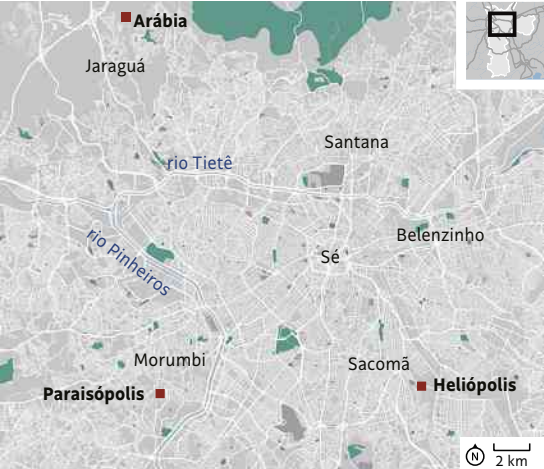 Arábia
Jaraguá
Santana
rio Tietê
Belenzinho
rio Pinheiros
Sé
Morumbi
Sacomã
Paraisópolis
Heliópolis
N
2 km